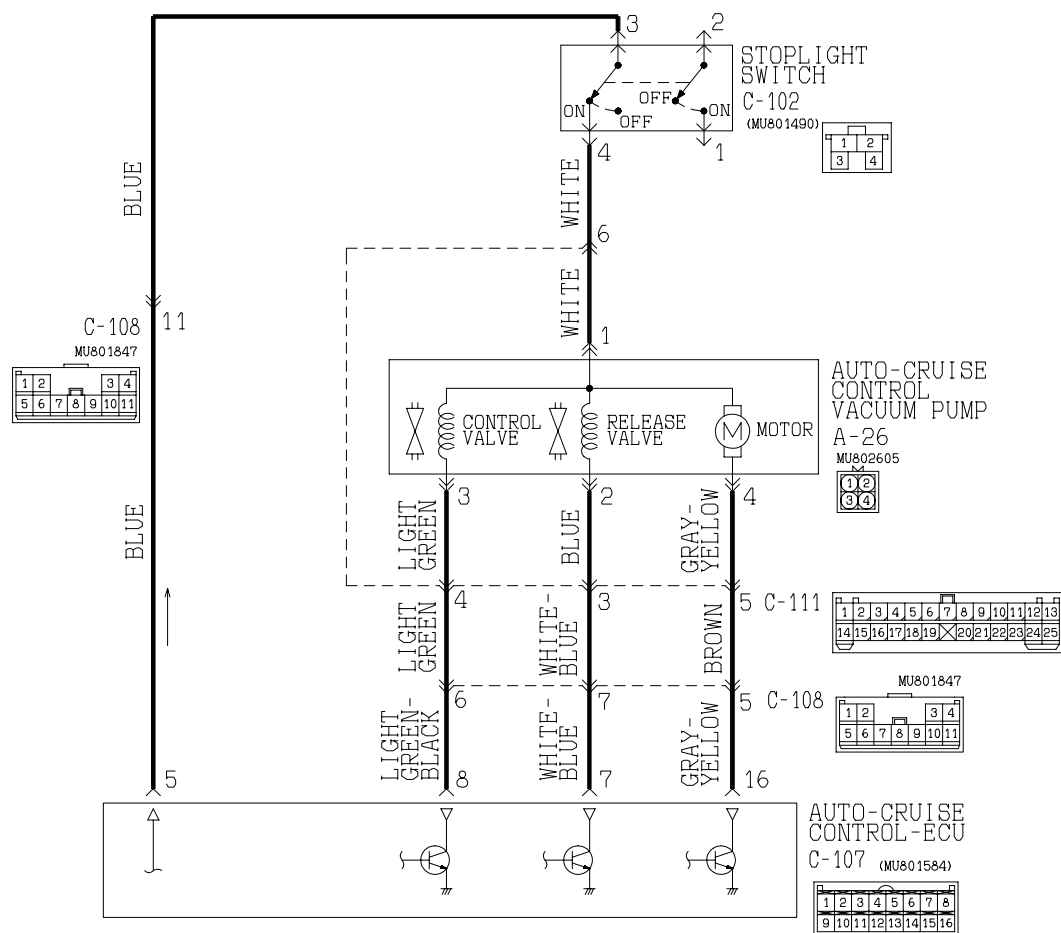 3
2
STOPLIGHT
SWITCH
C-102
(MU801490)
ON
OFF
OFF
ON
4
1
1 2
3 4
BLUE
WHITE
6
WHITE
1
11
C-108
MU801847
1 2 3 4
5 6 7 8 9 10 11
AUTO-CRUISE
CONTROL
VACUUM PUMP
A-26
MU802605
1 2
3 4
CONTROL
VALVE
RELEASE
VALVE
M
MOTOR
3
2
4
BLUE
LIGHT
GREEN
BLUE
GRAY-
YELLOW
4
3
5
C-111
1 2 3 4 5 6 7 8 9 10 11 12 13
14 15 16 17 18 19 20 21 22 23 24 25
LIGHT
GREEN
WHITE-
BLUE
BROWN
6
7
5
C-108
MU801847
1 2 3 4
5 6 7 8 9 10 11
LIGHT
GREEN-
BLACK
WHITE-
BLUE
GRAY-
YELLOW
5
8
7
16
AUTO-CRUISE
CONTROL-ECU
C-107
(MU801584)
1 2 3 4 5 6 7 8
9 10 11 12 13 14 15 16